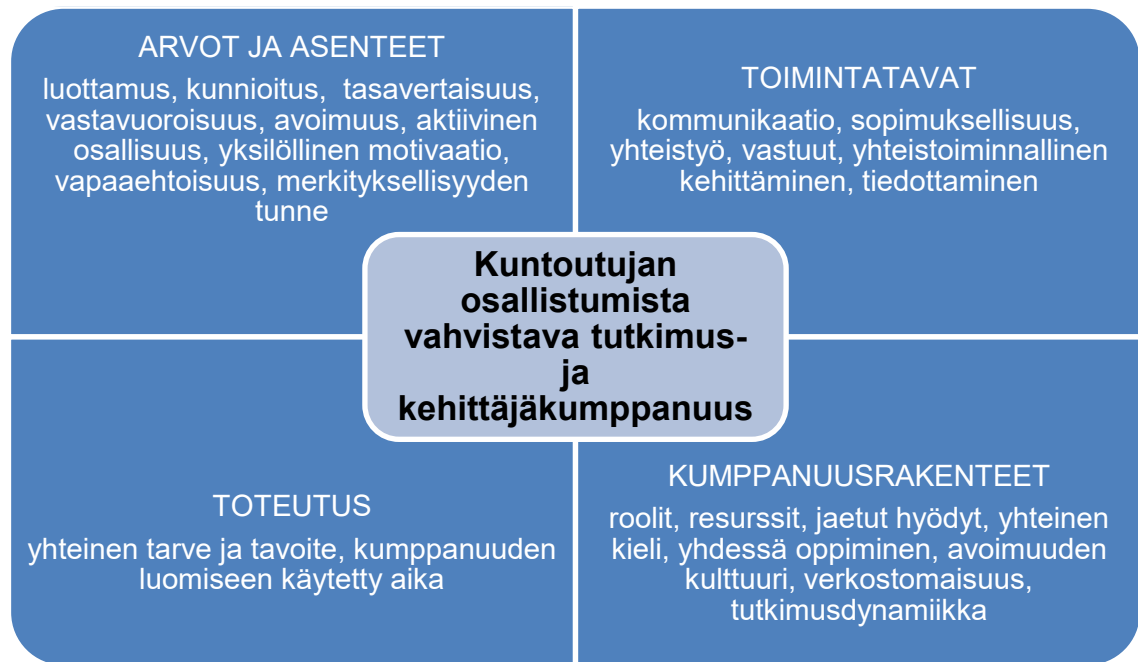 ARVOT JA ASENTEET
luottamus, kunnioitus, tasavertaisuus,
vastavuoroisuus, avoimuus, aktiivinen
osallisuus, yksilöllinen motivaatio,
vapaaehtoisuus, merkityksellisyyden
tunne
TOIMINTATAVAT
kommunikaatio, sopimuksellisuus,
yhteistyö, vastuut, yhteistoiminnallinen
kehittäminen, tiedottaminen
Kuntoutujan
osallistumista
vahvistava tutkimus-
ja
kehittäjäkumppanuus
TOTEUTUS
yhteinen tarve ja tavoite, kumppanuuden
luomiseen käytetty aika
KUMPPANUUSRAKENTEET
roolit, resurssit, jaetut hyödyt, yhteinen
kieli, yhdessä oppiminen, avoimuuden
kulttuuri, verkostomaisuus,
tutkimusdynamiikka